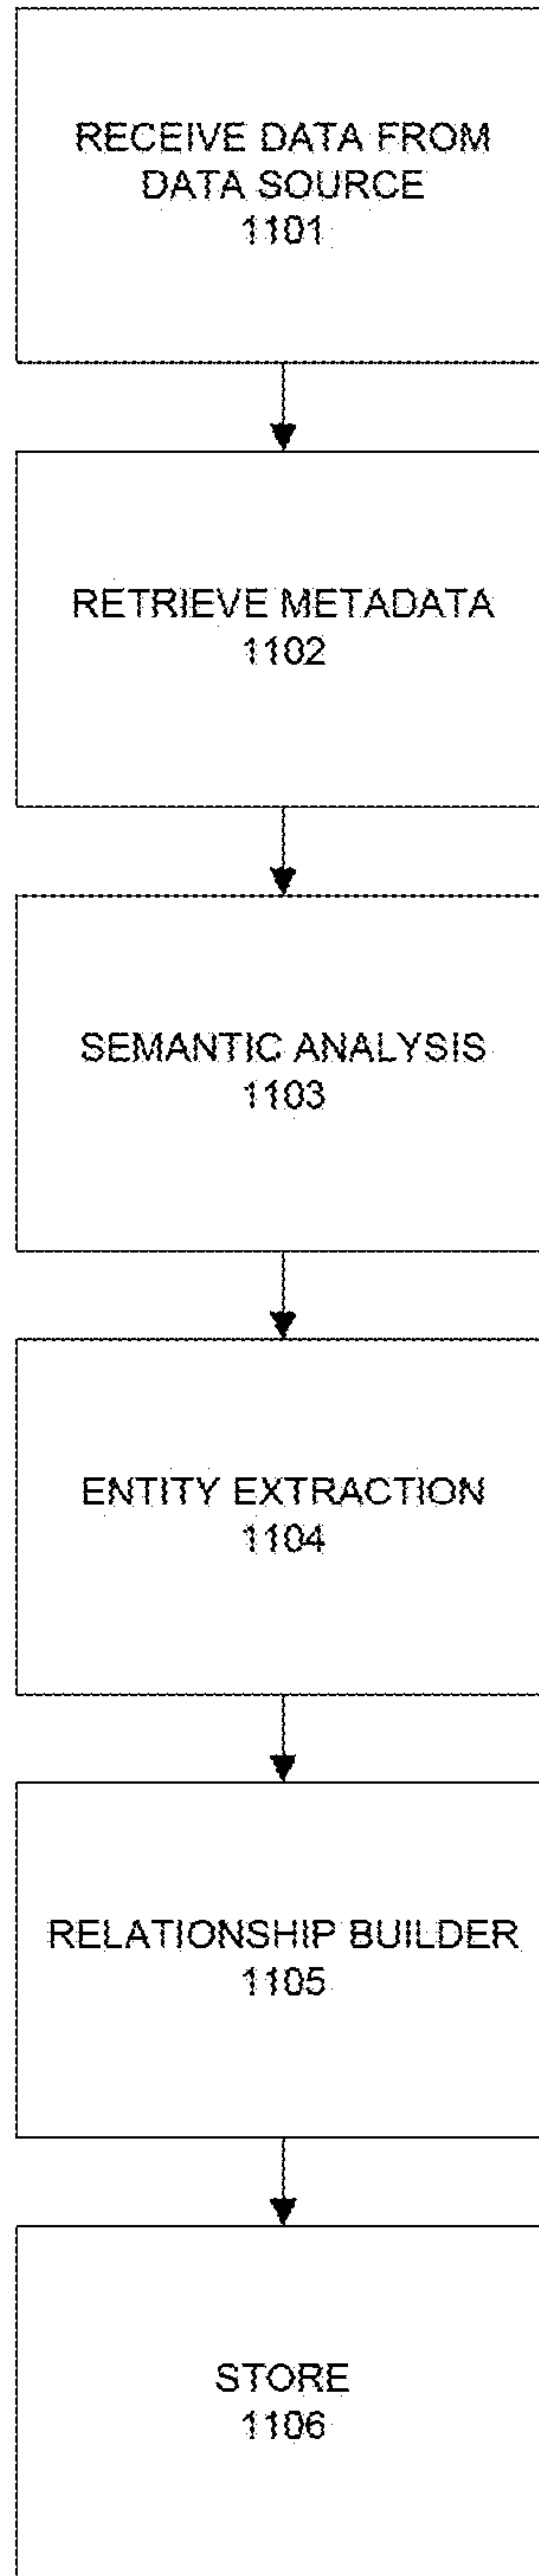 RECEIVE DATA FROM
DATA SOURCE
1101
RETRIEVE METADATA
1102
SEMANTIC ANALYSIS
1103
ENTITY EXTRACTION
1104
RELATIONSHIP BUILDER
1105
STORE
1106